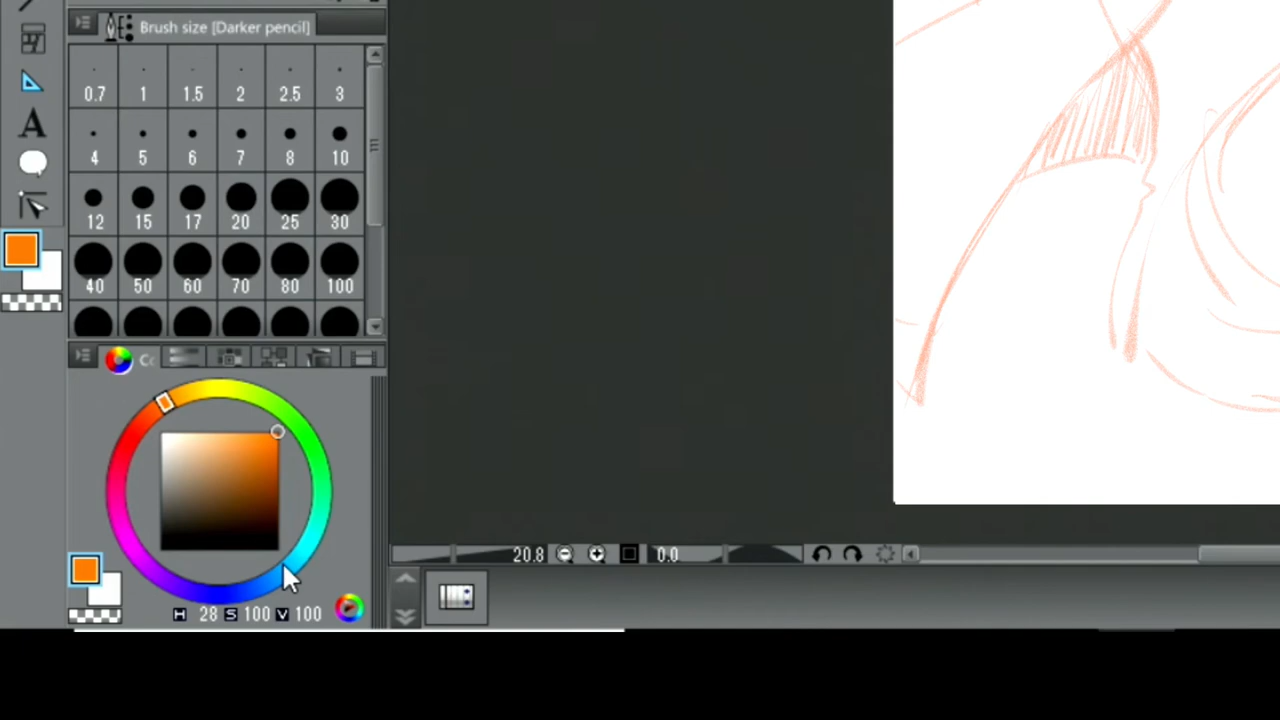 Brush size [Darker pencil]
0.7 1 1.5 2 2.5 3
4 5 6 7 8 10
12 15 17 20 25 30
40 50 60 70 80 100
A
20.8 0.0
H 28 S 100 V 100